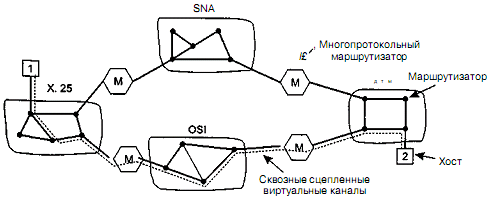 SNA
Многопротокольный
маршрутизатор
1
М
М
X. 25
Маршрутизатор
OSI
М
М
2
Хост
Сквозные сцепленные
виртуальные каналы